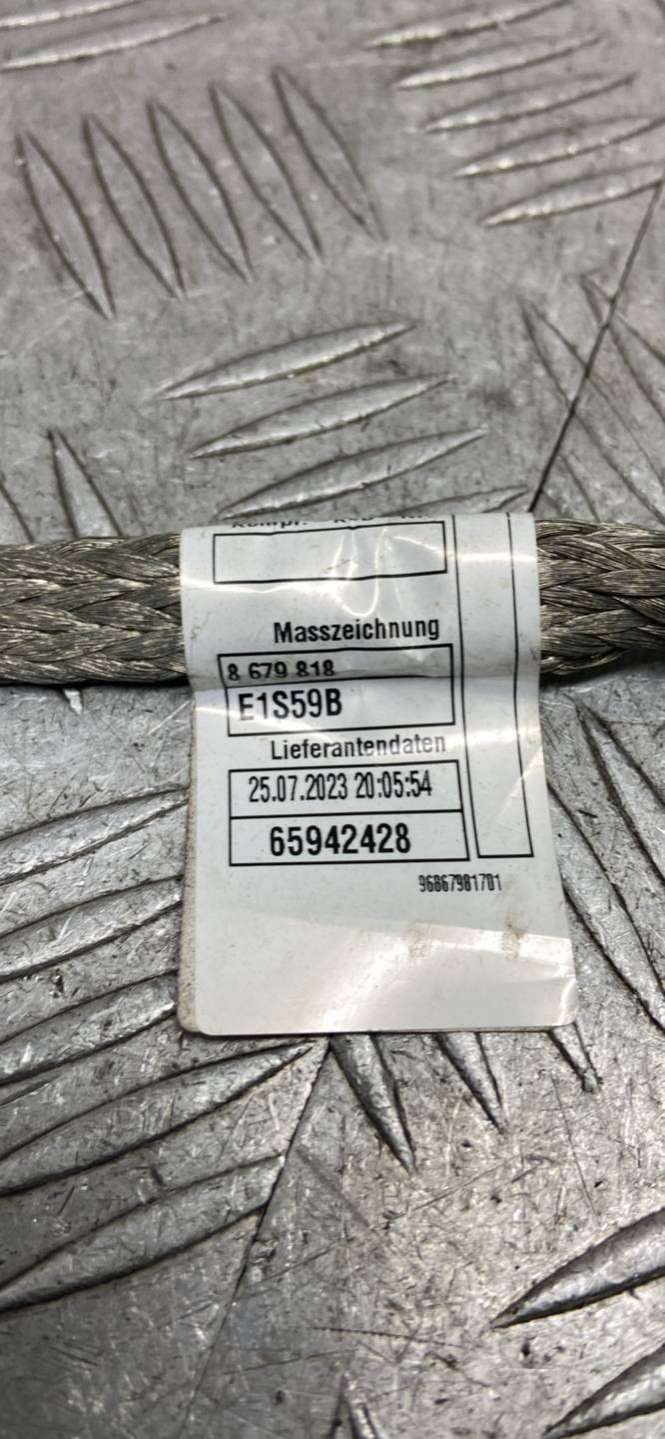 Masszeichnung
8 679 818
E1S59B
Lieferantendaten
25.07.2023 20:05:54
65942428
96867981701